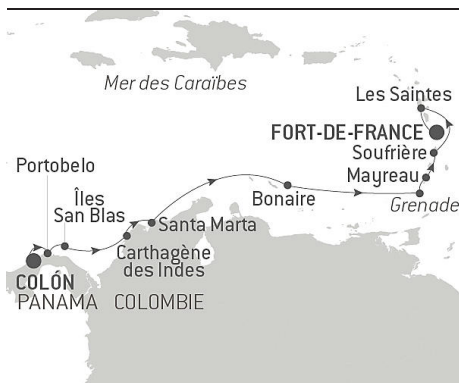 Mer des Caraïbes
Les Saintes
FORT-DE-FRANCE
Soufrière
Mayreau
Grenade
Bonaire
Portobelo
Îles
San Blas
Santa Marta
Carthagène
des Indes
COLÓN
PANAMA
COLOMBIE